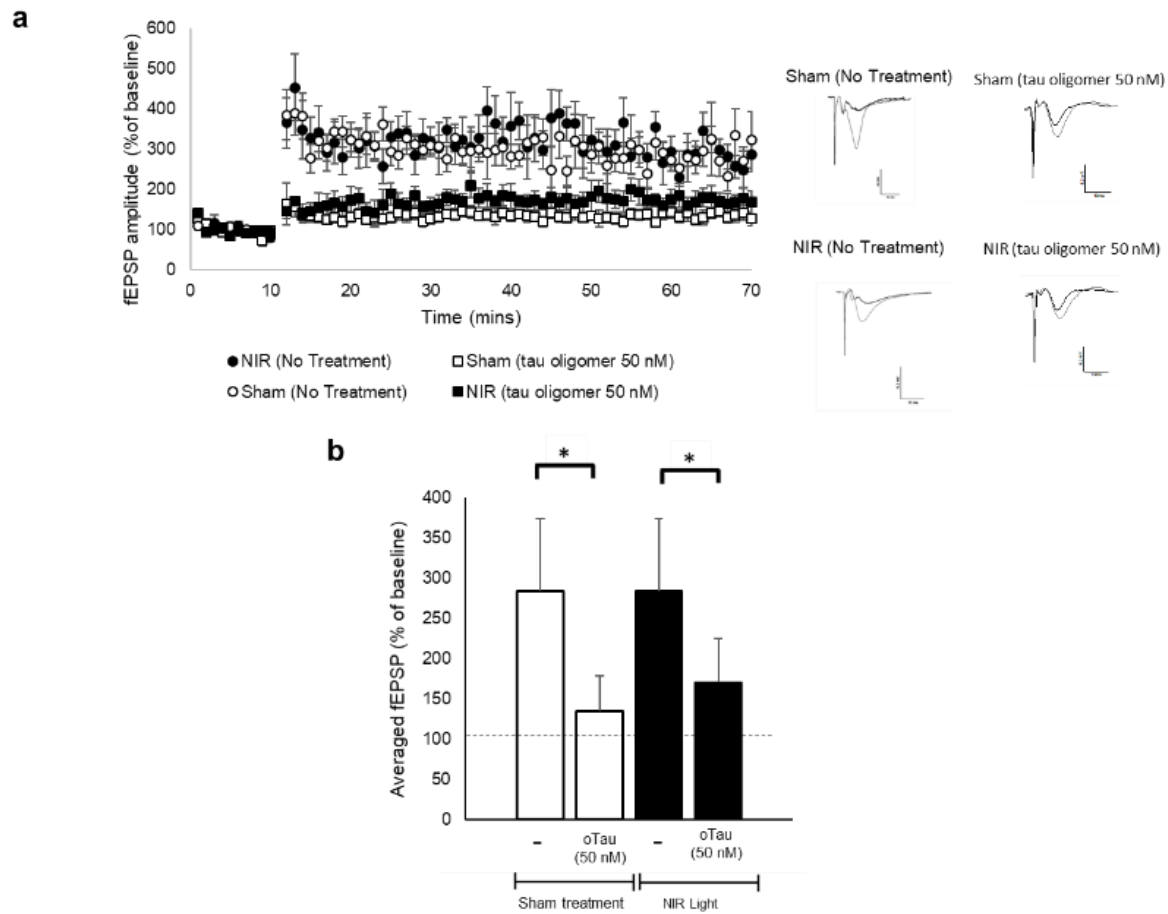 a
fEPSP amplitude (%of baseline)
600
500
400
300
200
100
0
0 10 20 30 40 50 60 70
Time (mins)
NIR (No Treatment) Sham (tau oligomer 50 nM)
Sham (No Treatment) NIR (tau oligomer 50 nM)
Sham (No Treatment) Sham (tau oligomer 50 nM)
NIR (No Treatment) NIR (tau oligomer 50 nM)
b
* *
Averaged fEPSP (% of baseline)
400
350
300
250
200
150
100
50
0
- oTau - oTau
(50 nM) (50 nM)
Sham treatment NIR Light